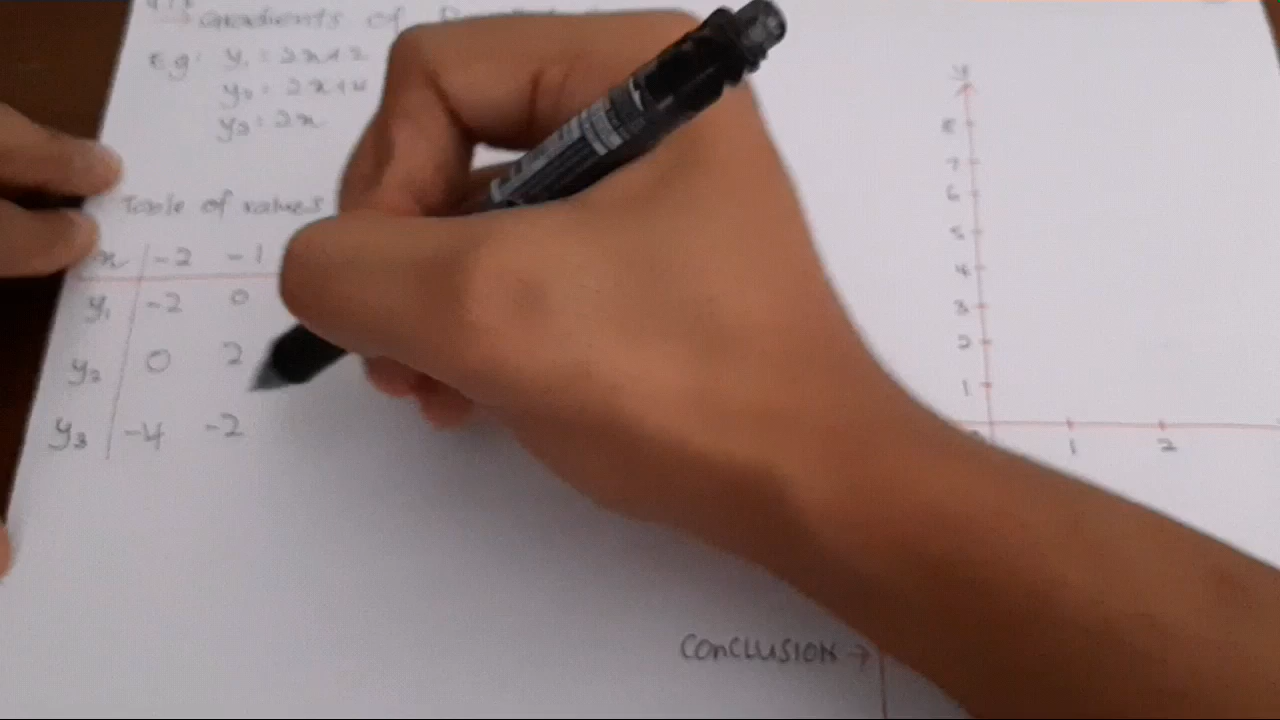 Gradients of
Eg: y₁ = 2x+2
y₂ = 2x+4
y₃ = 2x
Table of values
x -2 -1
y₁ -2 0
y₂ 0 2
y₃ -4 -2
y
8
7
6
5
4
3
2
1
1 2
CONCLUSION →